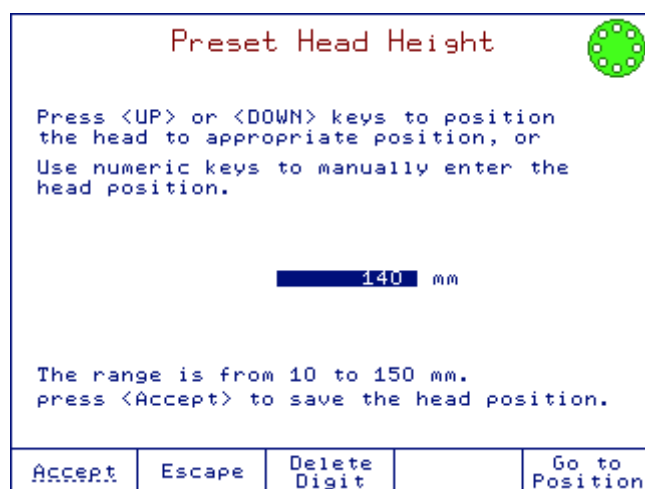 Preset Head Height
Press <UP> or <DOWN> keys to position
the head to appropriate position, or
Use numeric keys to manually enter the
head position.
140 mm
The range is from 10 to 150 mm.
press <Accept> to save the head position.
Accept
Escape
Delete
Digit
Go to
Position